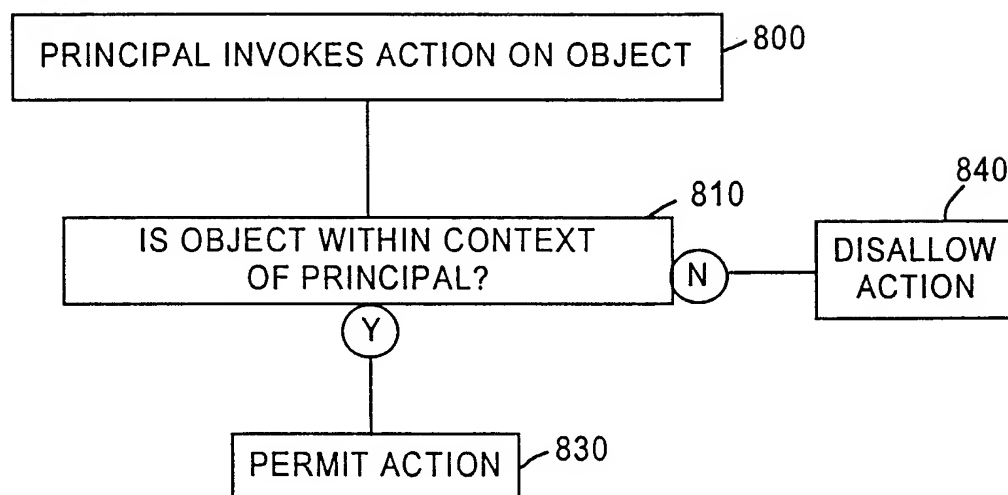 PRINCIPAL INVOKES ACTION ON OBJECT
800
810
IS OBJECT WITHIN CONTEXT
OF PRINCIPAL?
N
840
DISALLOW
ACTION
Y
PERMIT ACTION
830